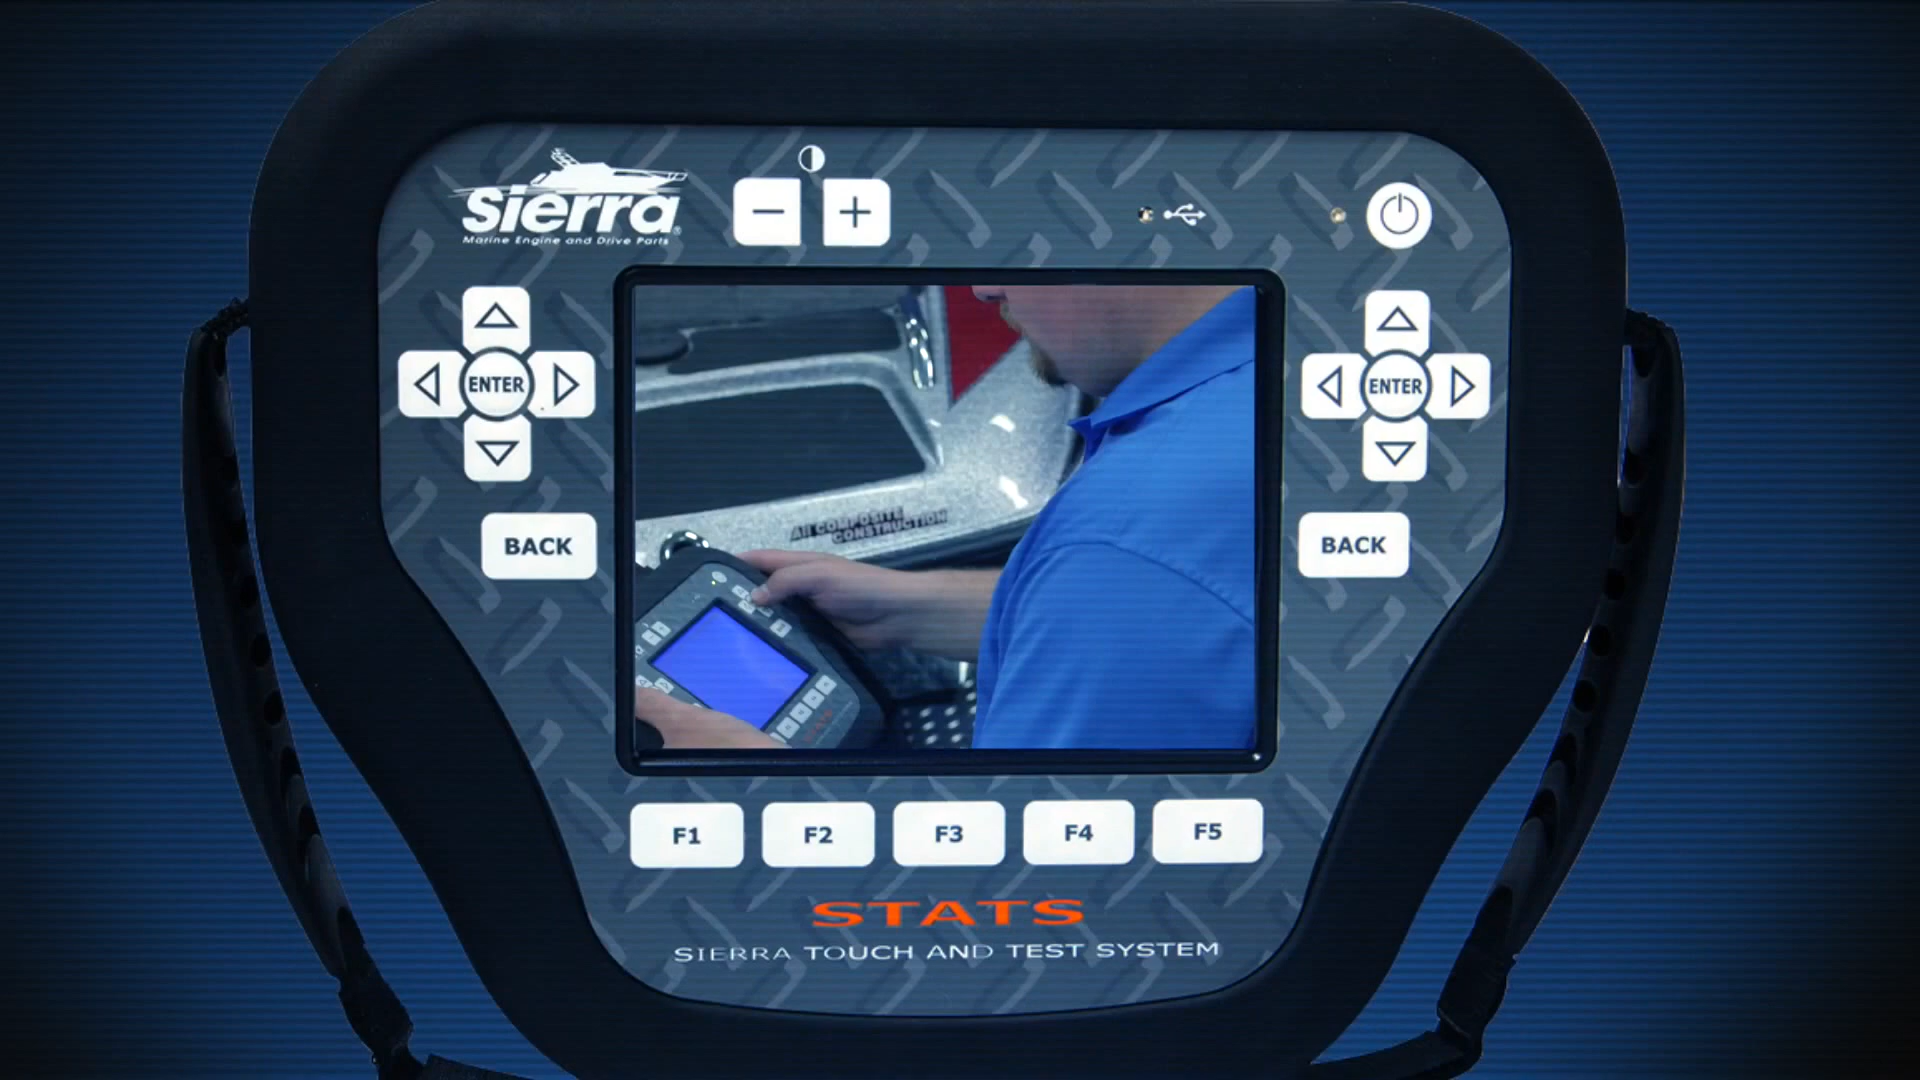 Sierra®
Marine Engine and Drive Parts
− +
ENTER
BACK
ENTER
BACK
All COMPOSITE
CONSTRUCTION
F1 F2 F3 F4 F5
STATS
SIERRA TOUCH AND TEST SYSTEM